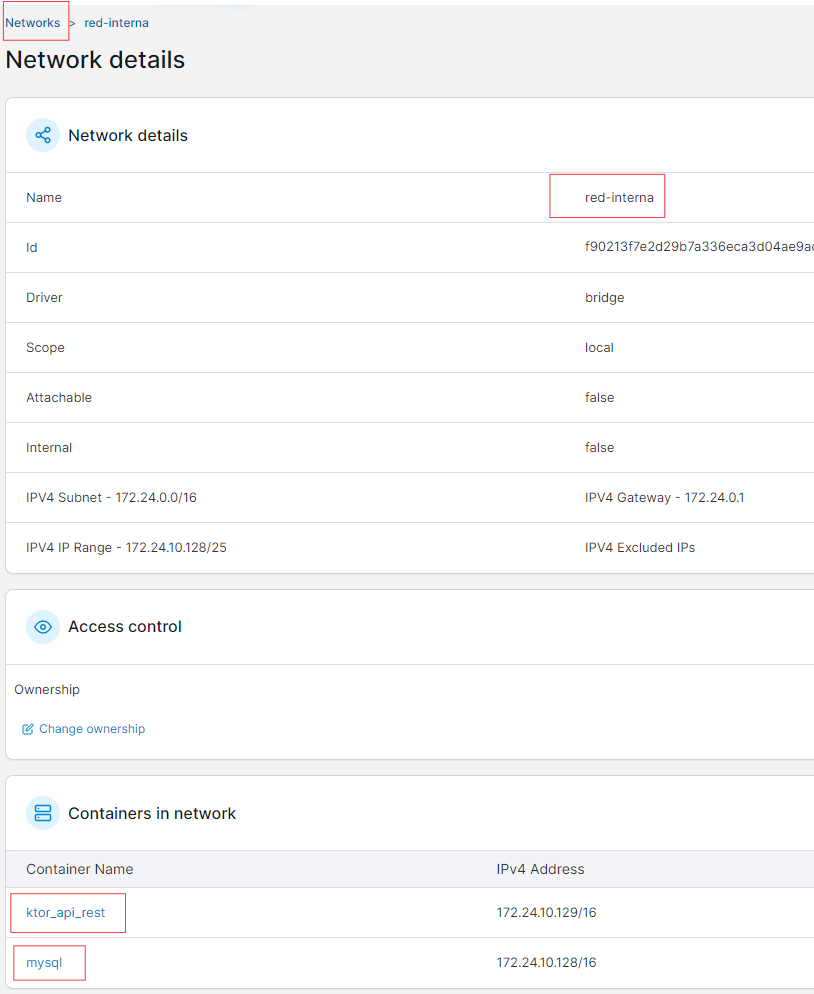 Networks > red-interna
Network details
Network details
Name red-interna
Id f90213f7e2d29b7a336eca3d04ae9a
Driver bridge
Scope local
Attachable false
Internal false
IPV4 Subnet - 172.24.0.0/16 IPV4 Gateway - 172.24.0.1
IPV4 IP Range - 172.24.10.128/25 IPV4 Excluded IPs
Access control
Ownership
Change ownership
Containers in network
Container Name IPv4 Address
ktor_api_rest 172.24.10.129/16
mysql 172.24.10.128/16